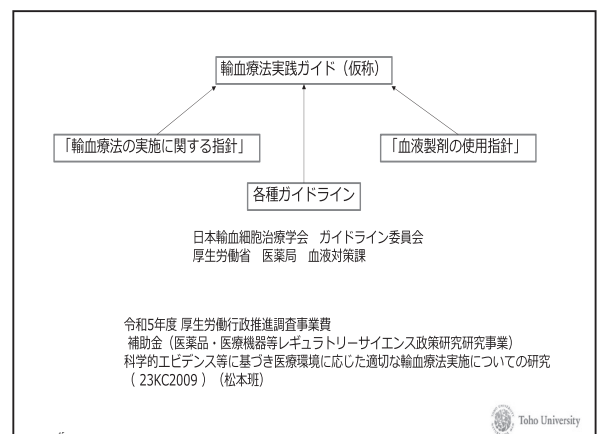 輸血療法実践ガイド（仮称）
「輸血療法の実施に関する指針」
「血液製剤の使用指針」
各種ガイドライン
日本輸血細胞治療学会　ガイドライン委員会
厚生労働省　医薬局　血液対策課
令和5年度 厚生労働行政推進調査事業費
補助金（医薬品・医療機器等レギュラトリーサイエンス政策研究研究事業）
科学的エビデンス等に基づき医療環境に応じた適切な輸血療法実施についての研究
（ 23KC2009 ）（松本班）
Toho University